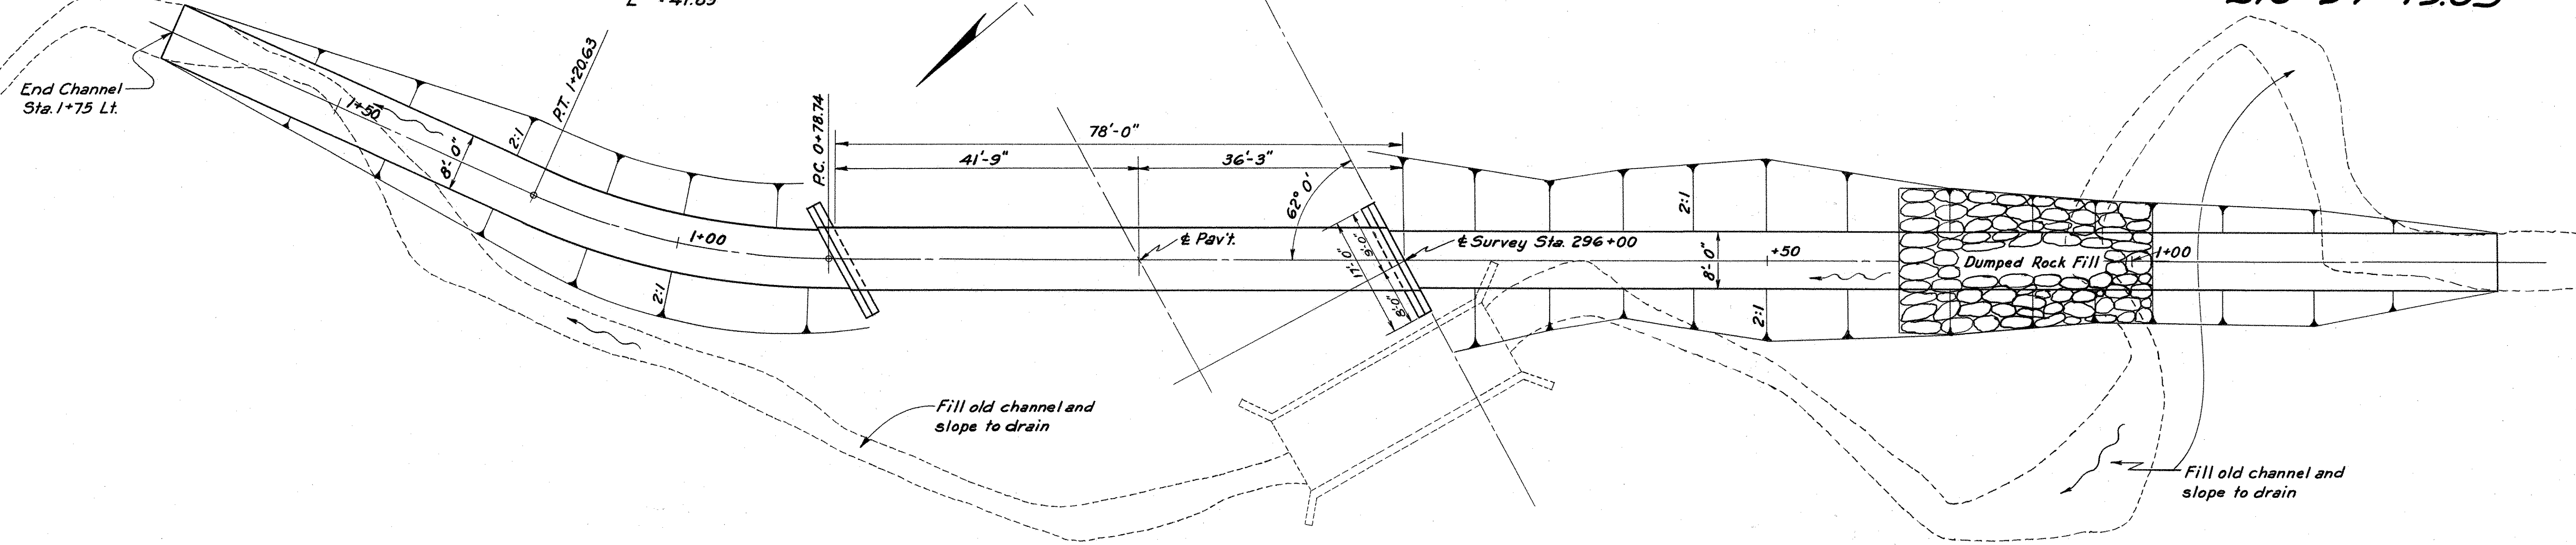 End Channel
Sta. 1+75 Lt.
1+50
8'-0"
2:1
P.T. 1+20.63
2:1
1+00
P.C. 0+78.74
78'-0"
41'-9"
36'-3"
62° 0'
℄ Pav't.
17'-0"
9'-0"
8'-0"
℄ Survey Sta. 296+00
2:1
8'-0"
+50
2:1
Dumped Rock Fill
1+00
Fill old channel and
slope to drain
Fill old channel and
slope to drain